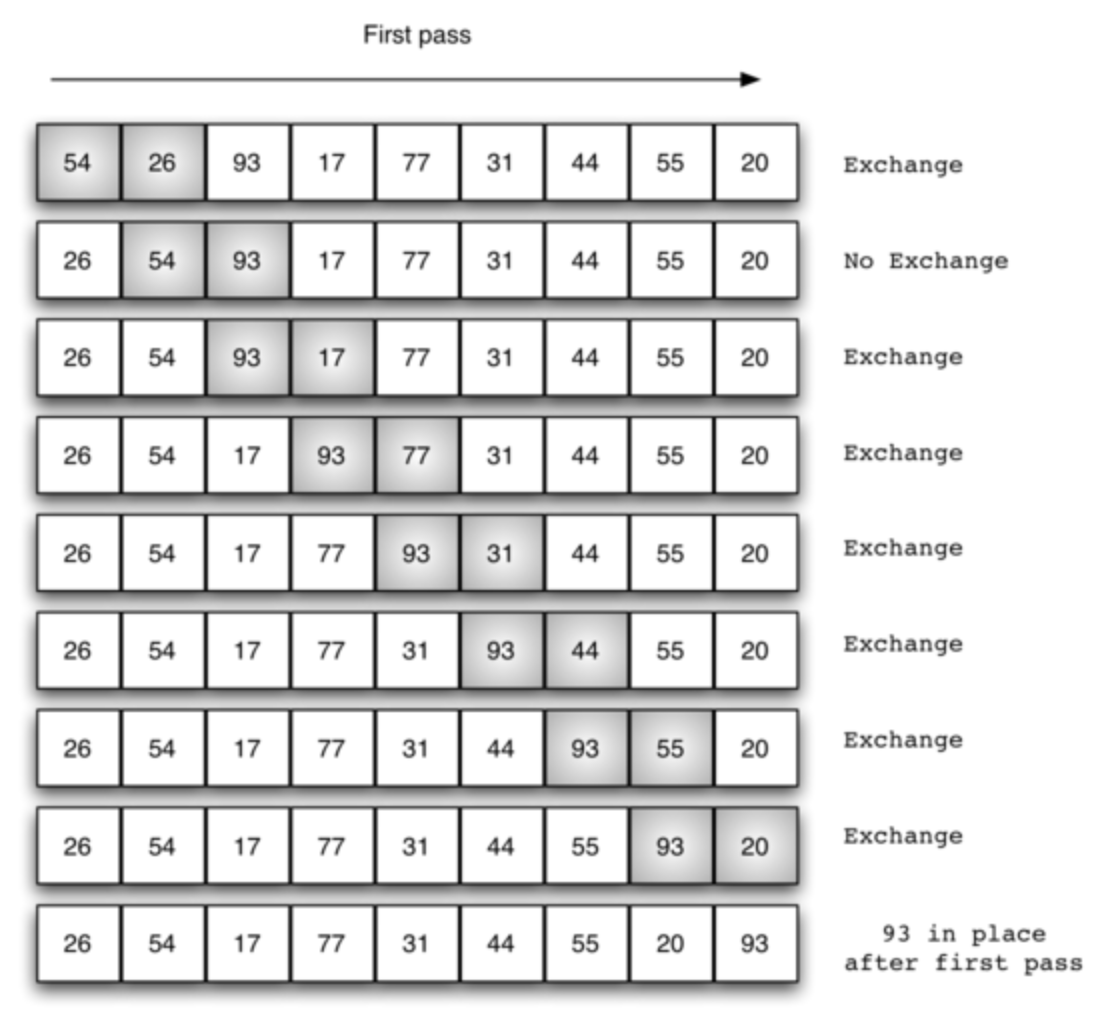 First pass
54 26 93 17 77 31 44 55 20 Exchange
26 54 93 17 77 31 44 55 20 No Exchange
26 54 93 17 77 31 44 55 20 Exchange
26 54 17 93 77 31 44 55 20 Exchange
26 54 17 77 93 31 44 55 20 Exchange
26 54 17 77 31 93 44 55 20 Exchange
26 54 17 77 31 44 93 55 20 Exchange
26 54 17 77 31 44 55 93 20 Exchange
26 54 17 77 31 44 55 20 93 93 in place
after first pass